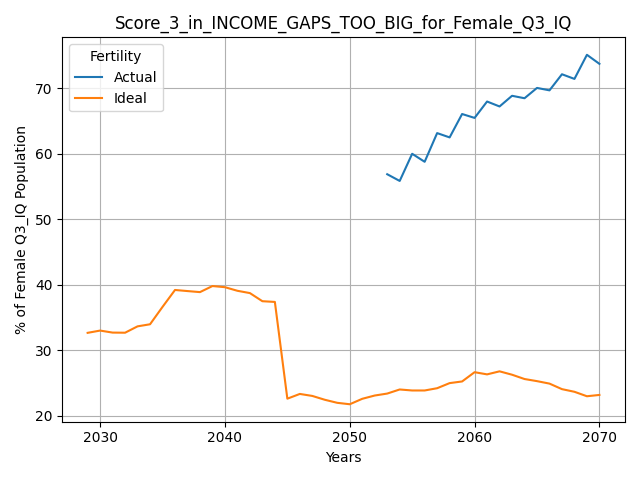 Score_3_in_INCOME_GAPS_TOO_BIG_for_Female_Q3_IQ
Fertility
Actual
Ideal
% of Female Q3_IQ Population
70
60
50
40
30
20
2030 2040 2050 2060 2070
Years